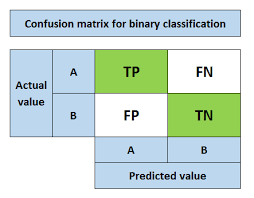 Confusion matrix for binary classification
Actual
value
A
TP
FN
B
FP
TN
A
B
Predicted value